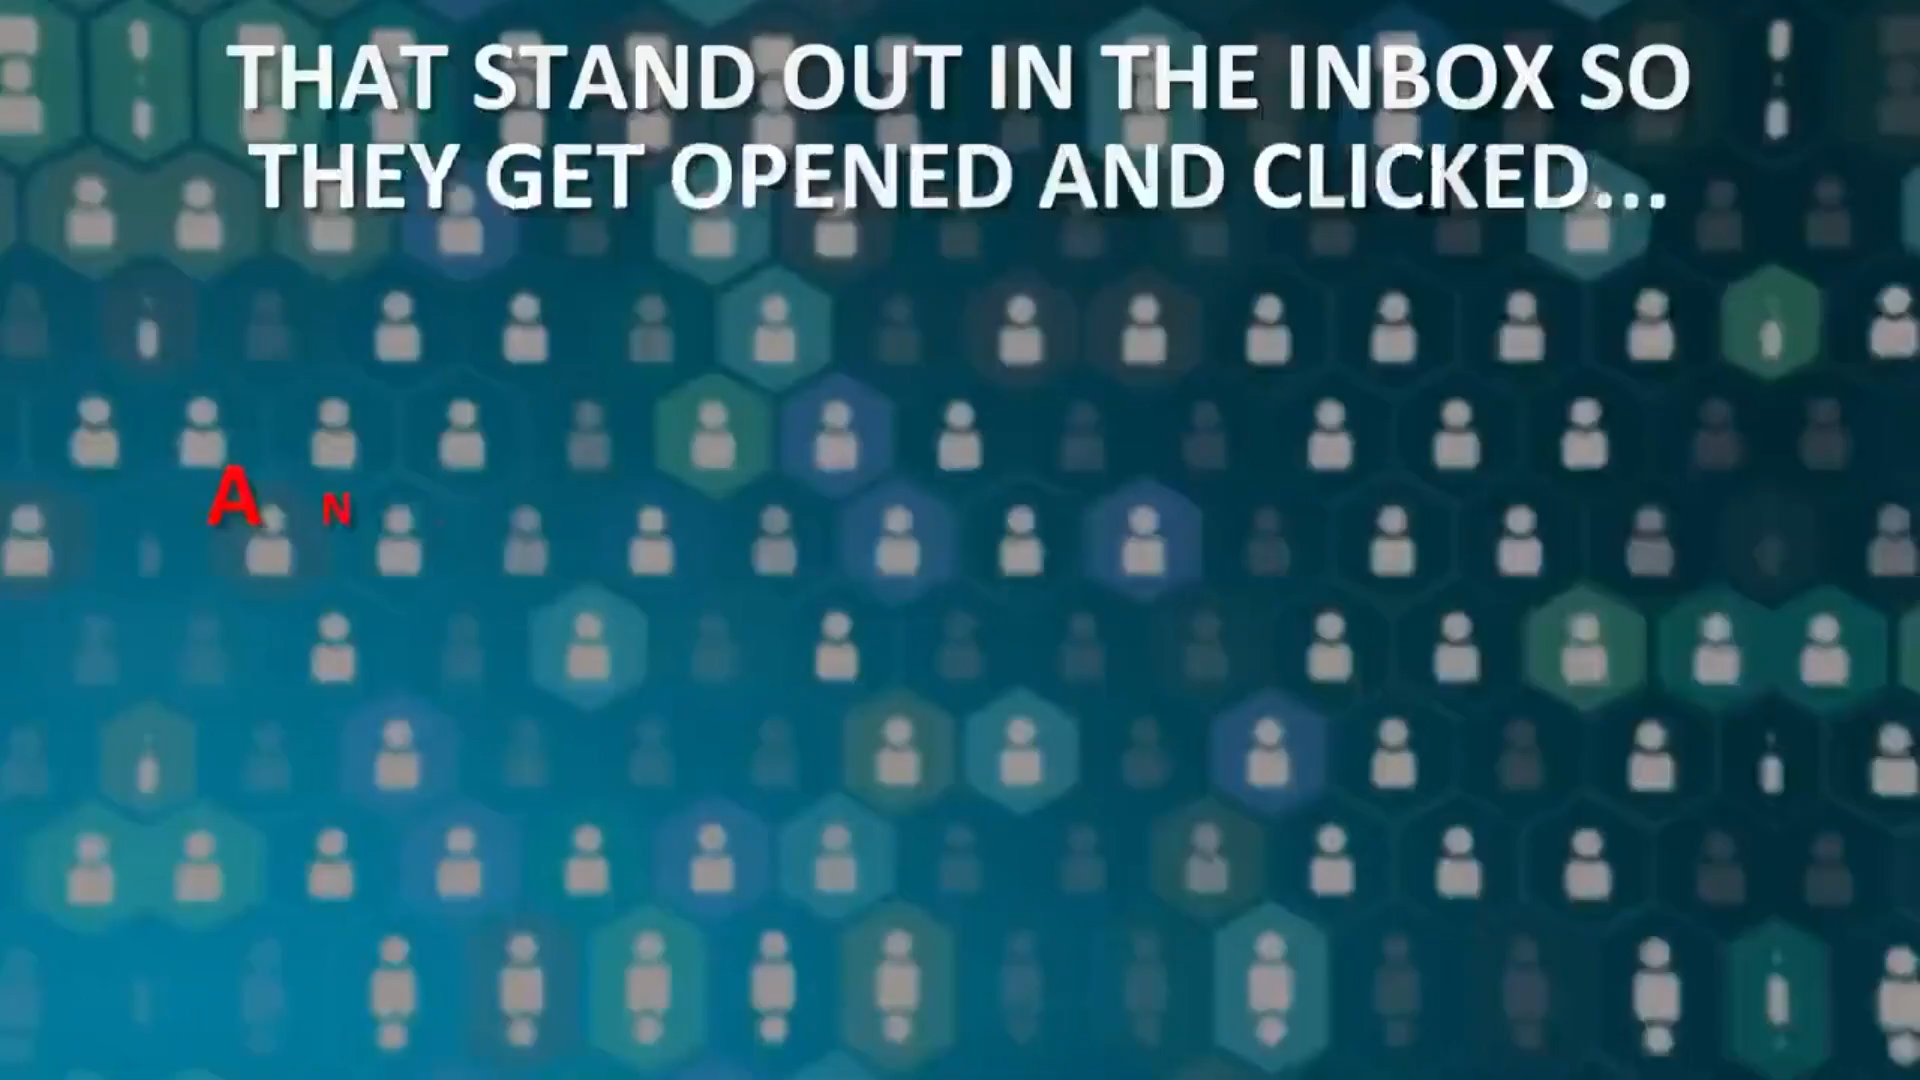 THAT STAND OUT IN THE INBOX SO
THEY GET OPENED AND CLICKED...
A N